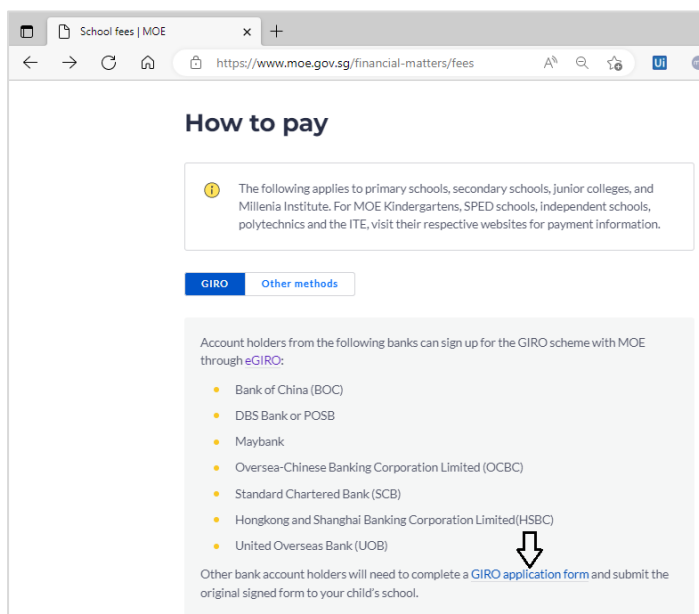 School fees | MOE
https://www.moe.gov.sg/financial-matters/fees
Ui
How to pay
The following applies to primary schools, secondary schools, junior colleges, and
Millenia Institute. For MOE Kindergartens, SPED schools, independent schools,
polytechnics and the ITE, visit their respective websites for payment information.
GIRO Other methods
Account holders from the following banks can sign up for the GIRO scheme with MOE
through eGIRO:
Bank of China (BOC)
DBS Bank or POSB
Maybank
Oversea-Chinese Banking Corporation Limited (OCBC)
Standard Chartered Bank (SCB)
Hongkong and Shanghai Banking Corporation Limited(HSBC)
United Overseas Bank (UOB)
Other bank account holders will need to complete a GIRO application form and submit the
original signed form to your child's school.